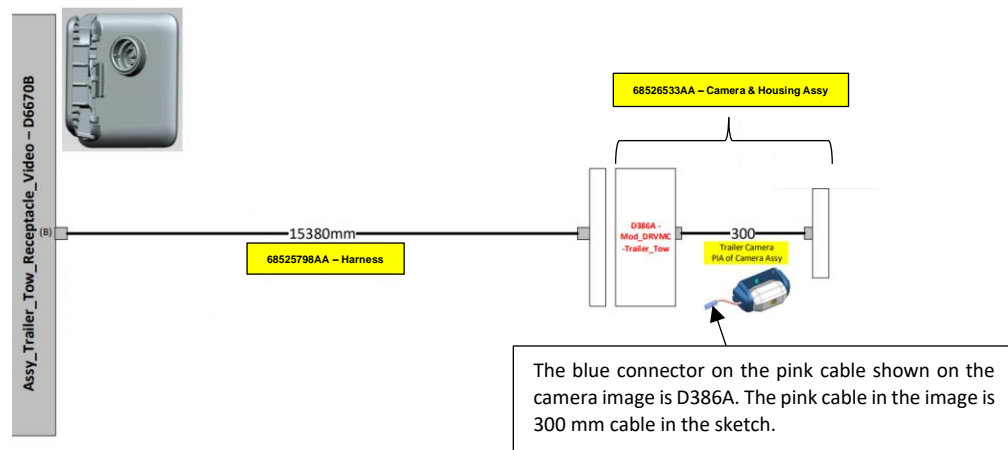 Assy_Trailer_Tow_Receptacle_Video – D6670B
(B)
15380mm
68525798AA – Harness
68526533AA – Camera & Housing Assy
D386A -
Mod_DRVMC
-Trailer_Tow
300
Trailer Camera
PIA of Camera Assy
The blue connector on the pink cable shown on the
camera image is D386A. The pink cable in the image is
300 mm cable in the sketch.